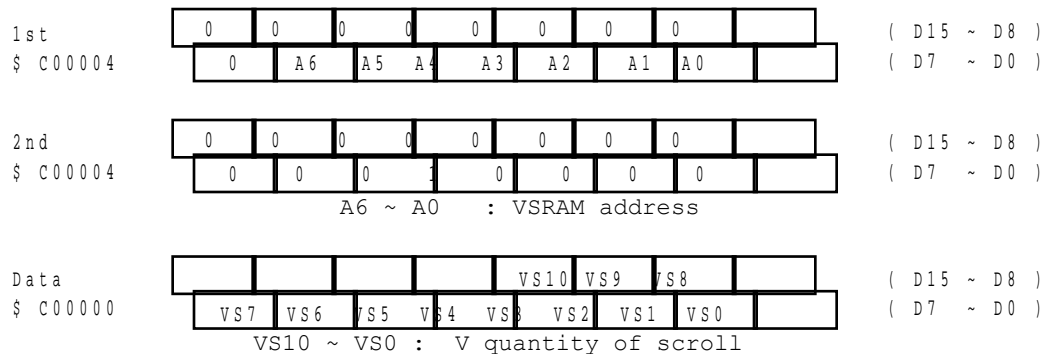 1st 0 0 0 0 0 0 0 0 ( D15 ~ D8 )
$ C00004 0 A6 A5 A4 A3 A2 A1 A0 ( D7 ~ D0 )
2nd 0 0 0 0 0 0 0 0 ( D15 ~ D8 )
$ C00004 0 0 0 1 0 0 0 0 ( D7 ~ D0 )
A6 ~ A0 : VSRAM address
Data VS10 VS9 VS8 ( D15 ~ D8 )
$ C00000 VS7 VS6 VS5 VS4 VS3 VS2 VS1 VS0 ( D7 ~ D0 )
VS10 ~ VS0 : V quantity of scroll